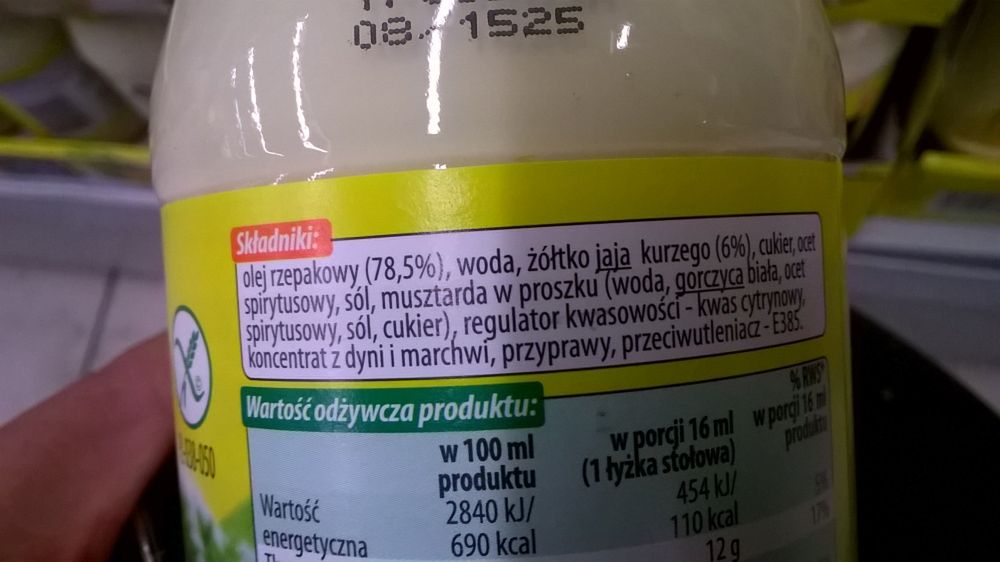 08. 1525
Składniki:
olej rzepakowy (78,5%), woda, żółtko jaja kurzego (6%), cukier, ocet
spirytusowy, sól, musztarda w proszku (woda, gorczyca biała, ocet
spirytusowy, sól, cukier), regulator kwasowości - kwas cytrynowy,
koncentrat z dyni i marchwi, przyprawy, przeciwutleniacz - E385.
Wartość odżywcza produktu:
w 100 ml
produktu
w porcji 16 ml
(1 łyżka stołowa)
% RWS*
w porcji 16 ml
produktu
Wartość
energetyczna
2840 kJ/
690 kcal
454 kJ/
110 kcal
5%
12 g
17%